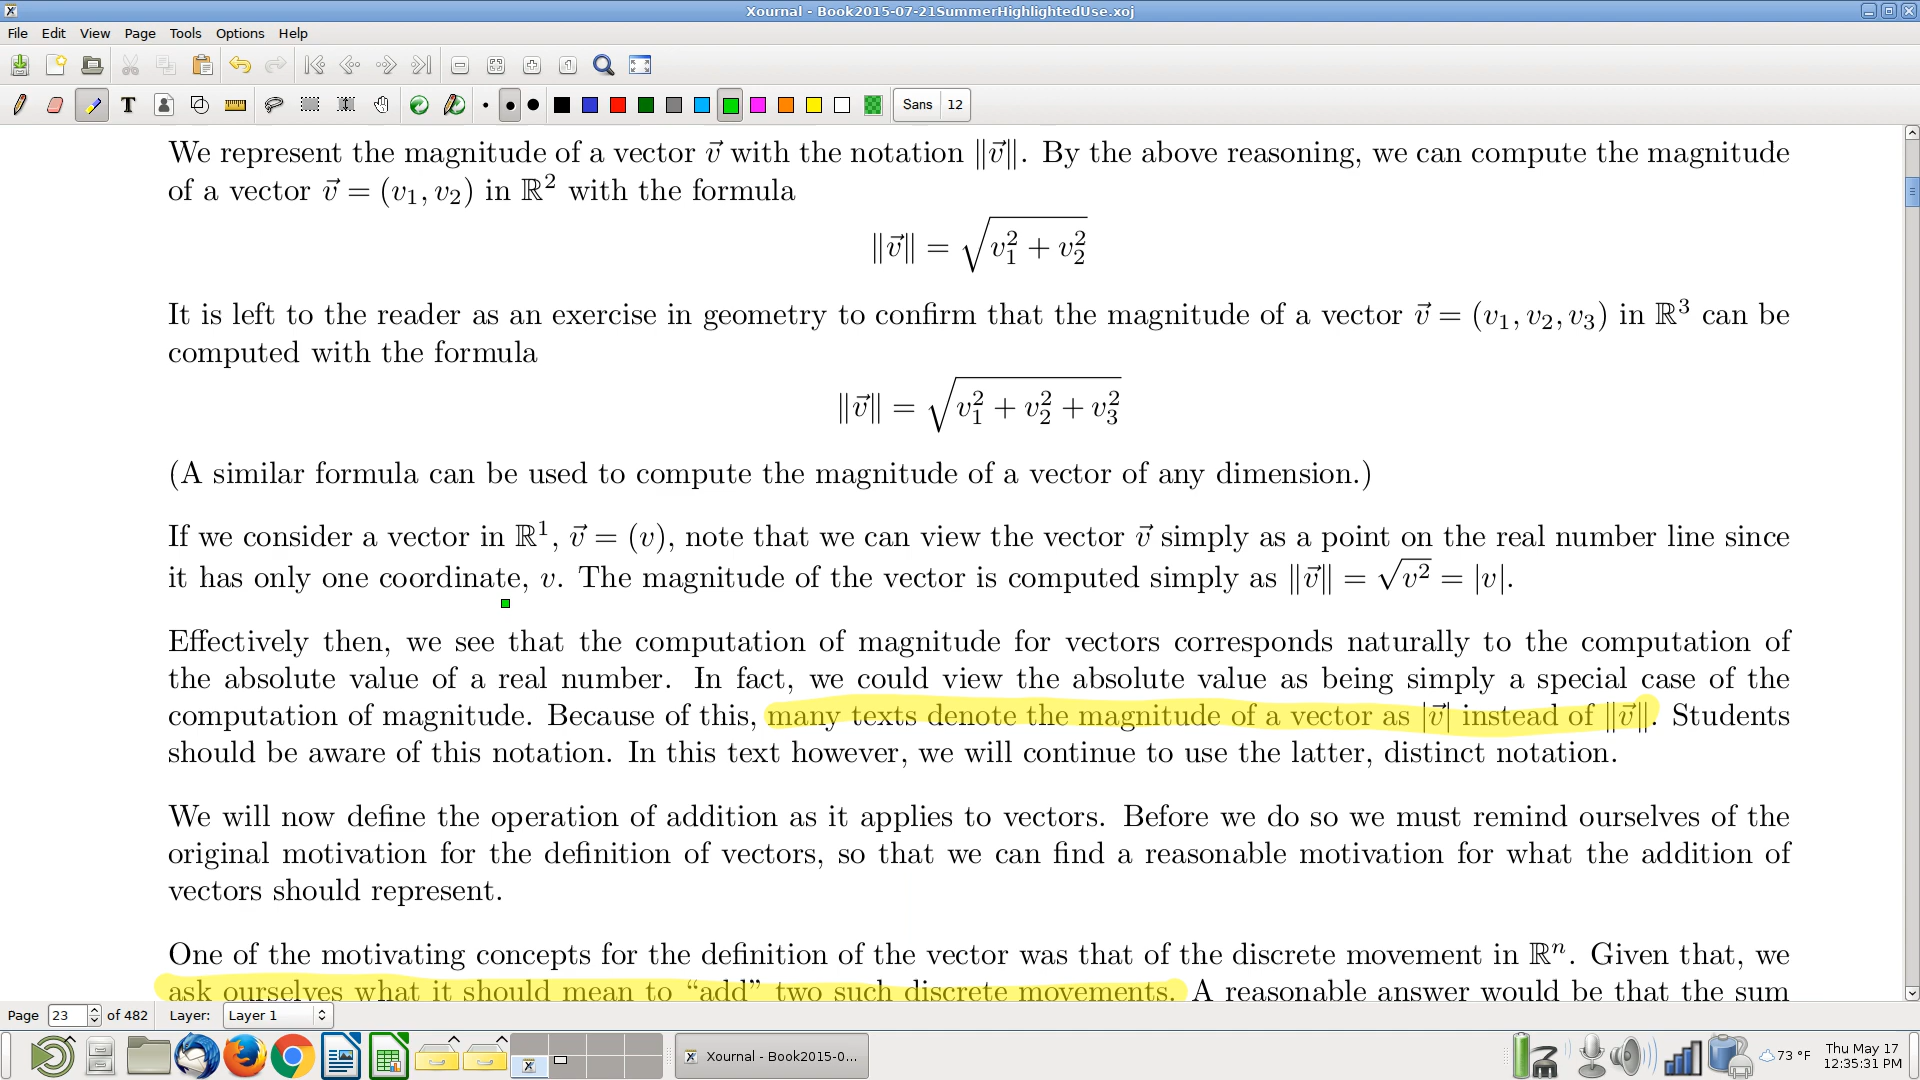 Xournal - Book2015-07-21SummerHighlightedUse.xoj
File Edit View Page Tools Options Help
Sans 12
We represent the magnitude of a vector v⃗ with the notation ‖v⃗‖. By the above reasoning, we can compute the magnitude
of a vector v⃗ = (v₁, v₂) in ℝ² with the formula
‖v⃗‖ = √(v₁² + v₂²)
It is left to the reader as an exercise in geometry to confirm that the magnitude of a vector v⃗ = (v₁, v₂, v₃) in ℝ³ can be
computed with the formula
‖v⃗‖ = √(v₁² + v₂² + v₃²)
(A similar formula can be used to compute the magnitude of a vector of any dimension.)
If we consider a vector in ℝ¹, v⃗ = (v), note that we can view the vector v⃗ simply as a point on the real number line since
it has only one coordinate, v. The magnitude of the vector is computed simply as ‖v⃗‖ = √v² = |v|.
Effectively then, we see that the computation of magnitude for vectors corresponds naturally to the computation of
the absolute value of a real number. In fact, we could view the absolute value as being simply a special case of the
computation of magnitude. Because of this, many texts denote the magnitude of a vector as |v⃗| instead of ‖v⃗‖. Students
should be aware of this notation. In this text however, we will continue to use the latter, distinct notation.
We will now define the operation of addition as it applies to vectors. Before we do so we must remind ourselves of the
original motivation for the definition of vectors, so that we can find a reasonable motivation for what the addition of
vectors should represent.
One of the motivating concepts for the definition of the vector was that of the discrete movement in ℝⁿ. Given that, we
ask ourselves what it should mean to “add” two such discrete movements. A reasonable answer would be that the sum
Page 23 of 482 Layer: Layer 1
Xournal - Book2015-0...
73 °F
Thu May 17
12:35:31 PM